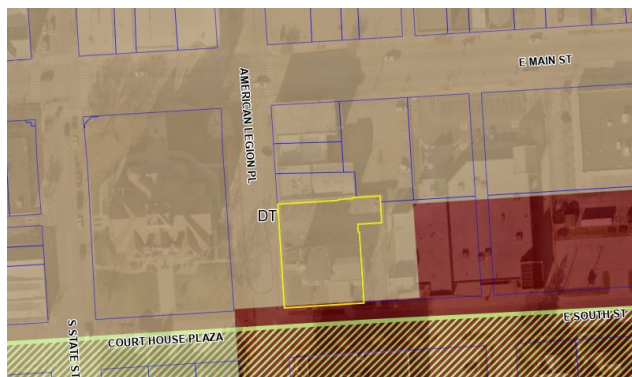 E MAIN ST
AMERICAN LEGION PL
DT
E SOUTH ST
COURT HOUSE PLAZA
S STATE ST